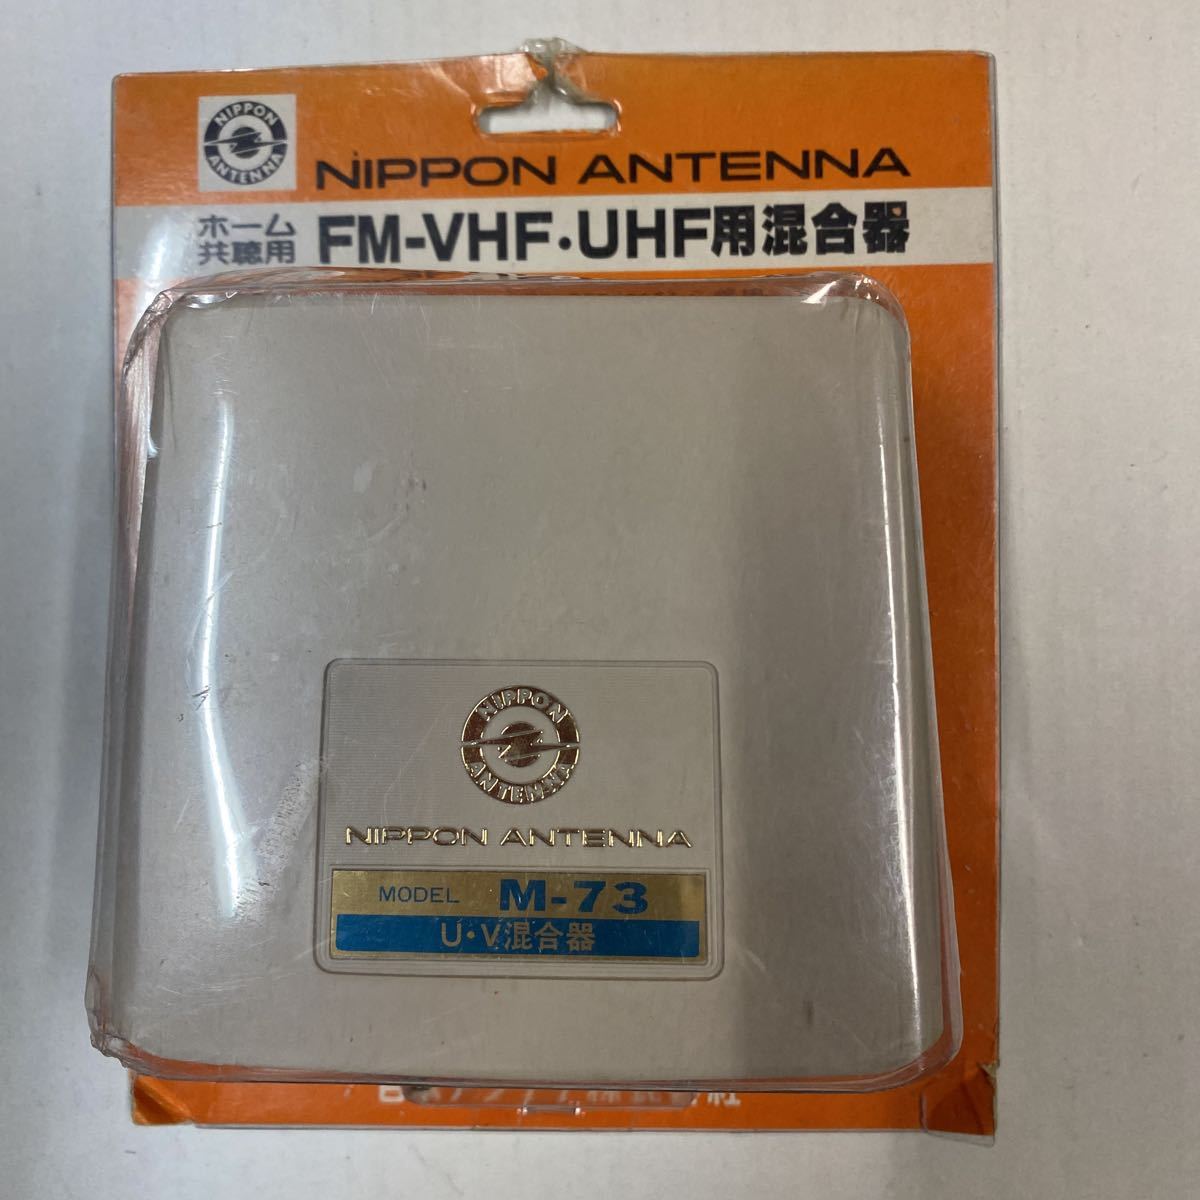 NIPPON
ANTENNA
NIPPON ANTENNA
ホーム
共聴用
FM-VHF・UHF用混合器
NIPPON
ANTENNA
NIPPON ANTENNA
MODEL M-73
U・V混合器